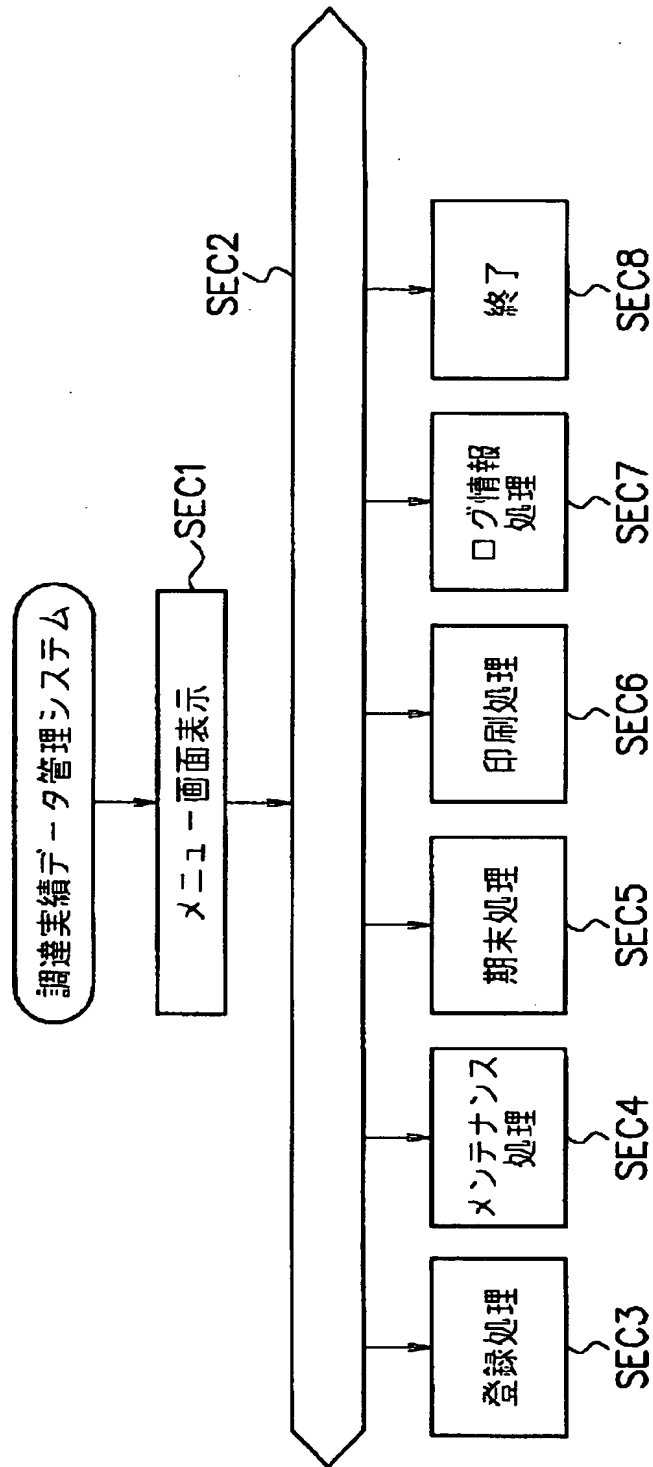 調達実績データ管理システム
メニュー画面表示
SEC1
SEC2
登録処理
SEC3
メンテナンス
処理
SEC4
期末処理
SEC5
印刷処理
SEC6
ログ情報
処理
SEC7
終了
SEC8